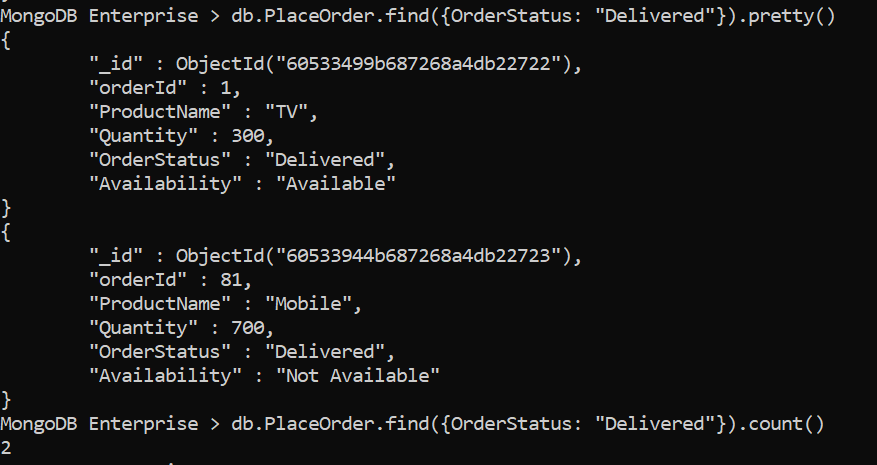 MongoDB Enterprise > db.PlaceOrder.find({OrderStatus: "Delivered"}).pretty()
{
        "_id" : ObjectId("60533499b687268a4db22722"),
        "orderId" : 1,
        "ProductName" : "TV",
        "Quantity" : 300,
        "OrderStatus" : "Delivered",
        "Availability" : "Available"
}
{
        "_id" : ObjectId("60533944b687268a4db22723"),
        "orderId" : 81,
        "ProductName" : "Mobile",
        "Quantity" : 700,
        "OrderStatus" : "Delivered",
        "Availability" : "Not Available"
}
MongoDB Enterprise > db.PlaceOrder.find({OrderStatus: "Delivered"}).count()
2